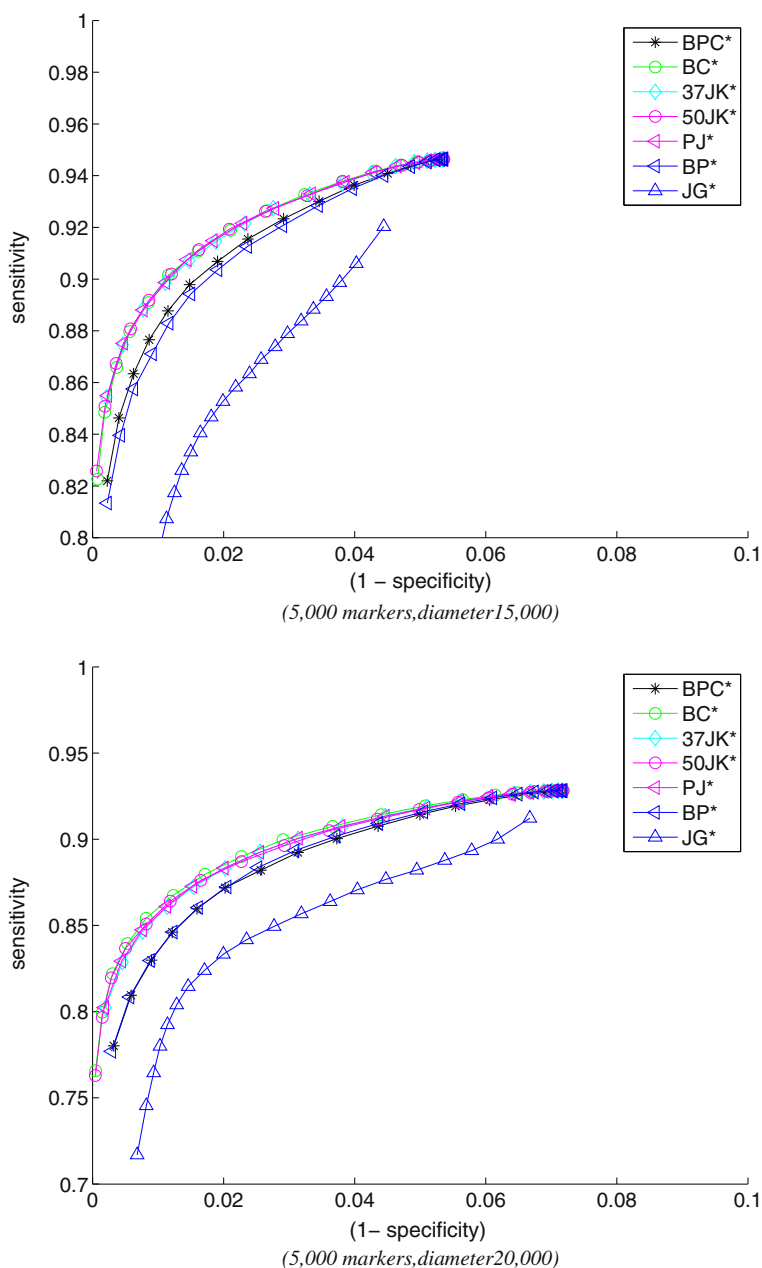 1
0.98
0.96
0.94
0.92
0.9
0.88
0.86
0.84
0.82
0.8
sensitivity
BPC*
BC*
37JK*
50JK*
PJ*
BP*
JG*
0 0.02 0.04 0.06 0.08 0.1
(1 − specificity)
(5,000 markers,diameter15,000)
1
0.95
0.9
0.85
0.8
0.75
0.7
sensitivity
BPC*
BC*
37JK*
50JK*
PJ*
BP*
JG*
0 0.02 0.04 0.06 0.08 0.1
(1− specificity)
(5,000 markers,diameter20,000)